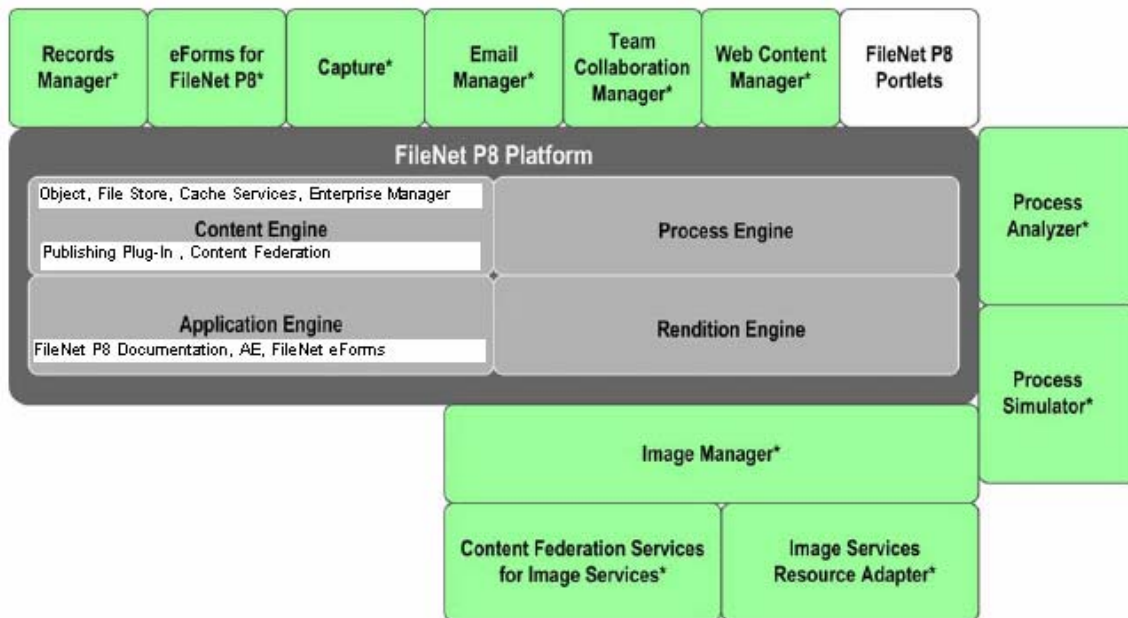 Records
Manager*
eForms for
FileNet P8*
Capture*
Email
Manager*
Team
Collaboration
Manager*
Web Content
Manager*
FileNet P8
Portlets
FileNet P8 Platform
Object, File Store, Cache Services, Enterprise Manager
Content Engine
Publishing Plug-In , Content Federation
Process Engine
Application Engine
FileNet P8 Documentation, AE, FileNet eForms
Rendition Engine
Process
Analyzer*
Process
Simulator*
Image Manager*
Content Federation Services
for Image Services*
Image Services
Resource Adapter*